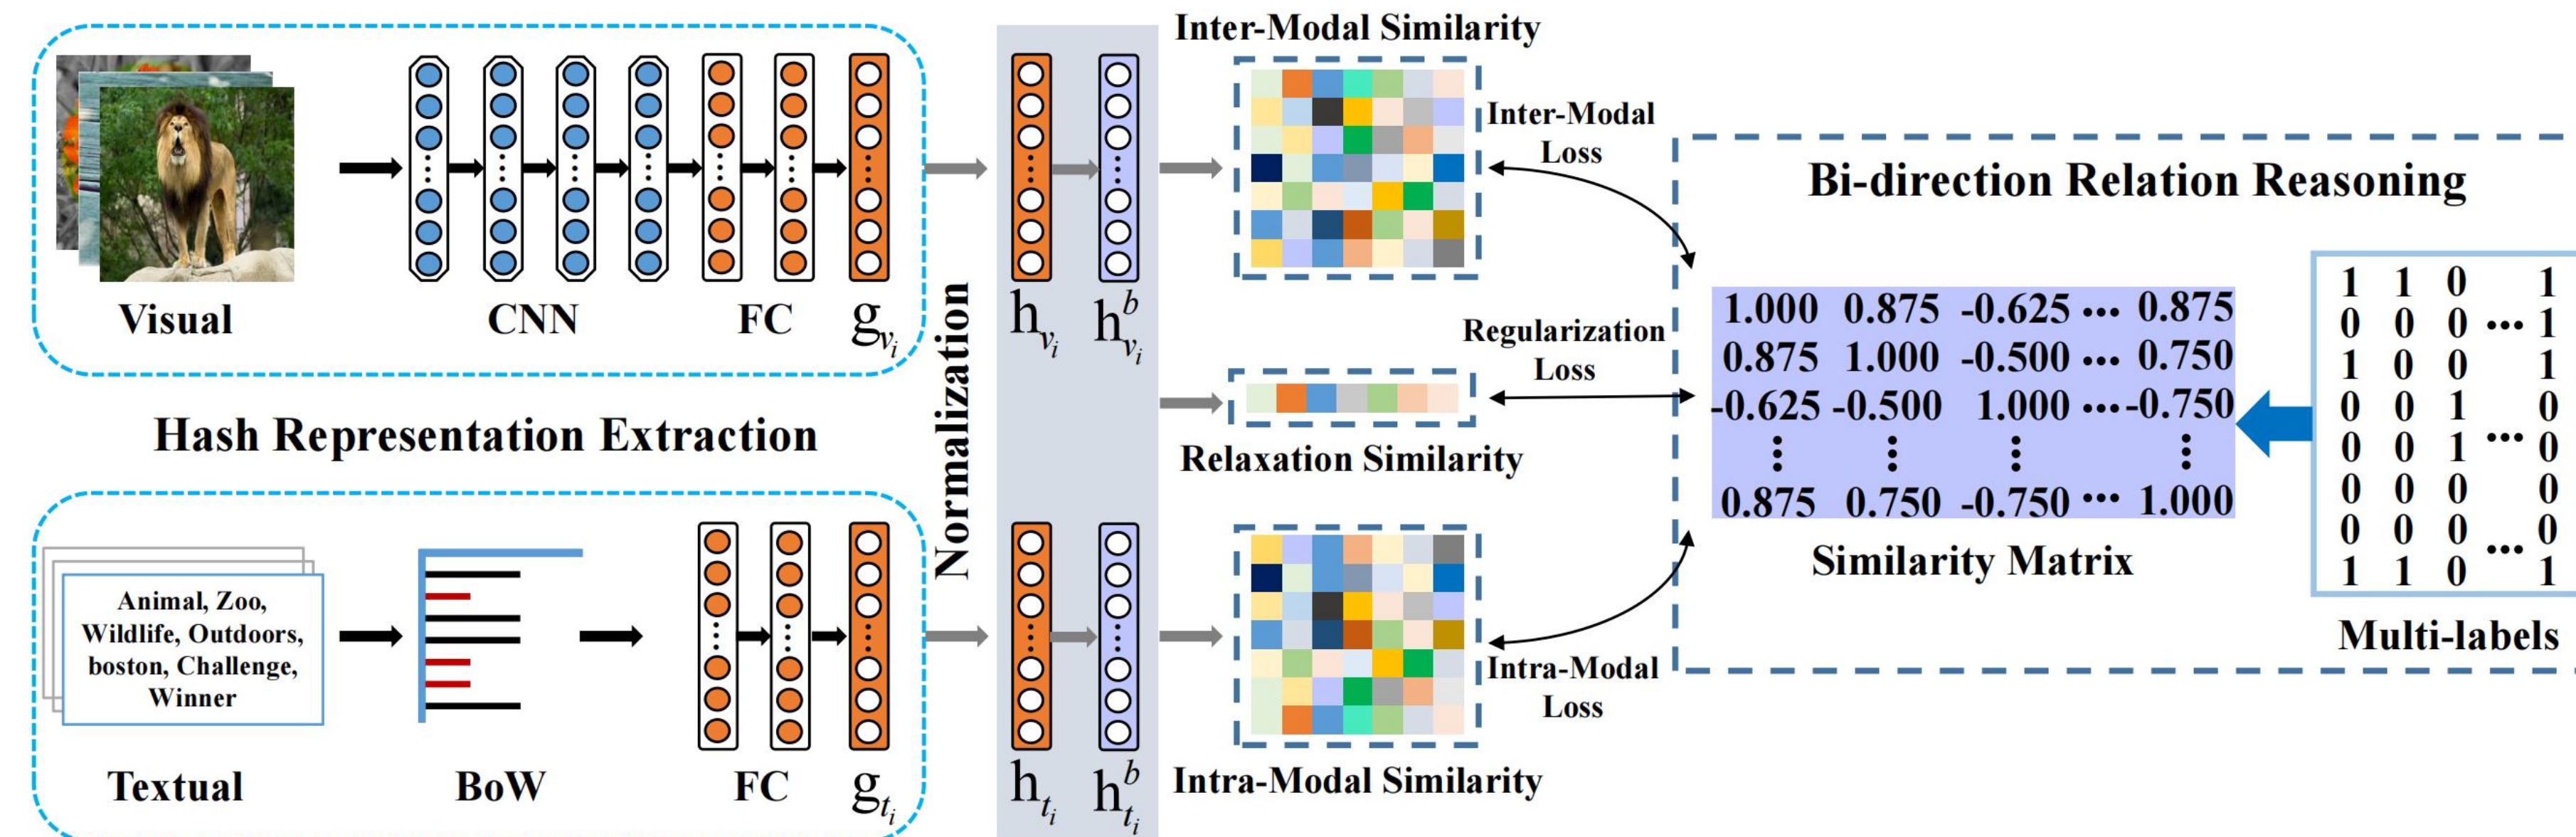 Visual
CNN
FC
g_{v_i}
Hash Representation Extraction
Animal, Zoo,
Wildlife, Outdoors,
boston, Challenge,
Winner
Textual
BoW
FC
g_{t_i}
Normalization
h_{v_i} h^b_{v_i}
h_{t_i} h^b_{t_i}
Inter-Modal Similarity
Inter-Modal
Loss
Regularization
Loss
Relaxation Similarity
Intra-Modal
Loss
Intra-Modal Similarity
Bi-direction Relation Reasoning
1.000 0.875 -0.625 ... 0.875
0.875 1.000 -0.500 ... 0.750
-0.625 -0.500 1.000 ... -0.750
⋮ ⋮ ⋮ ⋮
0.875 0.750 -0.750 ... 1.000
Similarity Matrix
1 1 0 1
0 0 0 ... 1
1 0 0 1
0 0 1 0
0 0 1 ... 0
0 0 0 0
0 0 0 ... 0
1 1 0 1
Multi-labels